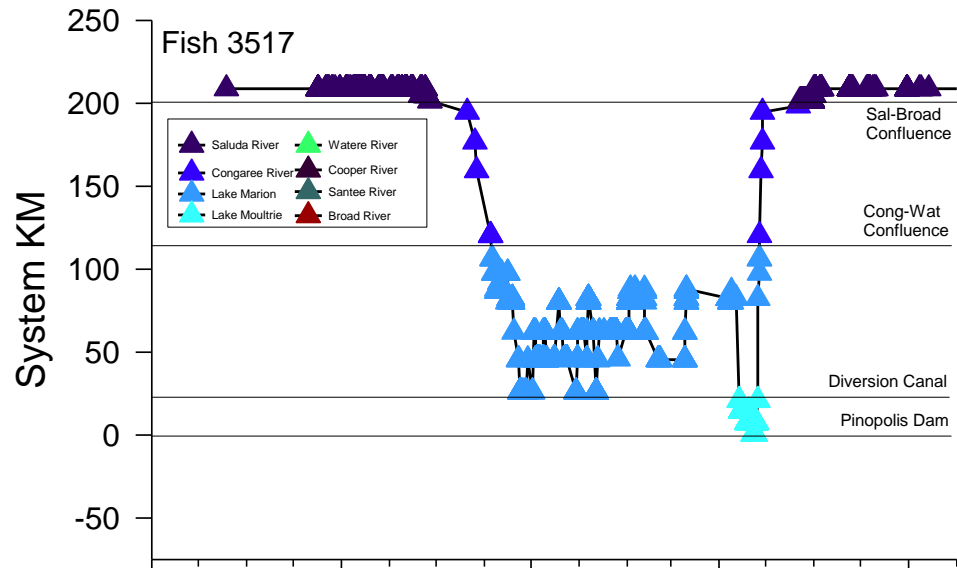 Fish 3517
System KM
250
200
150
100
50
0
-50
Saluda River
Congaree River
Lake Marion
Lake Moultrie
Watere River
Cooper River
Santee River
Broad River
Sal-Broad
Confluence
Cong-Wat
Confluence
Diversion Canal
Pinopolis Dam